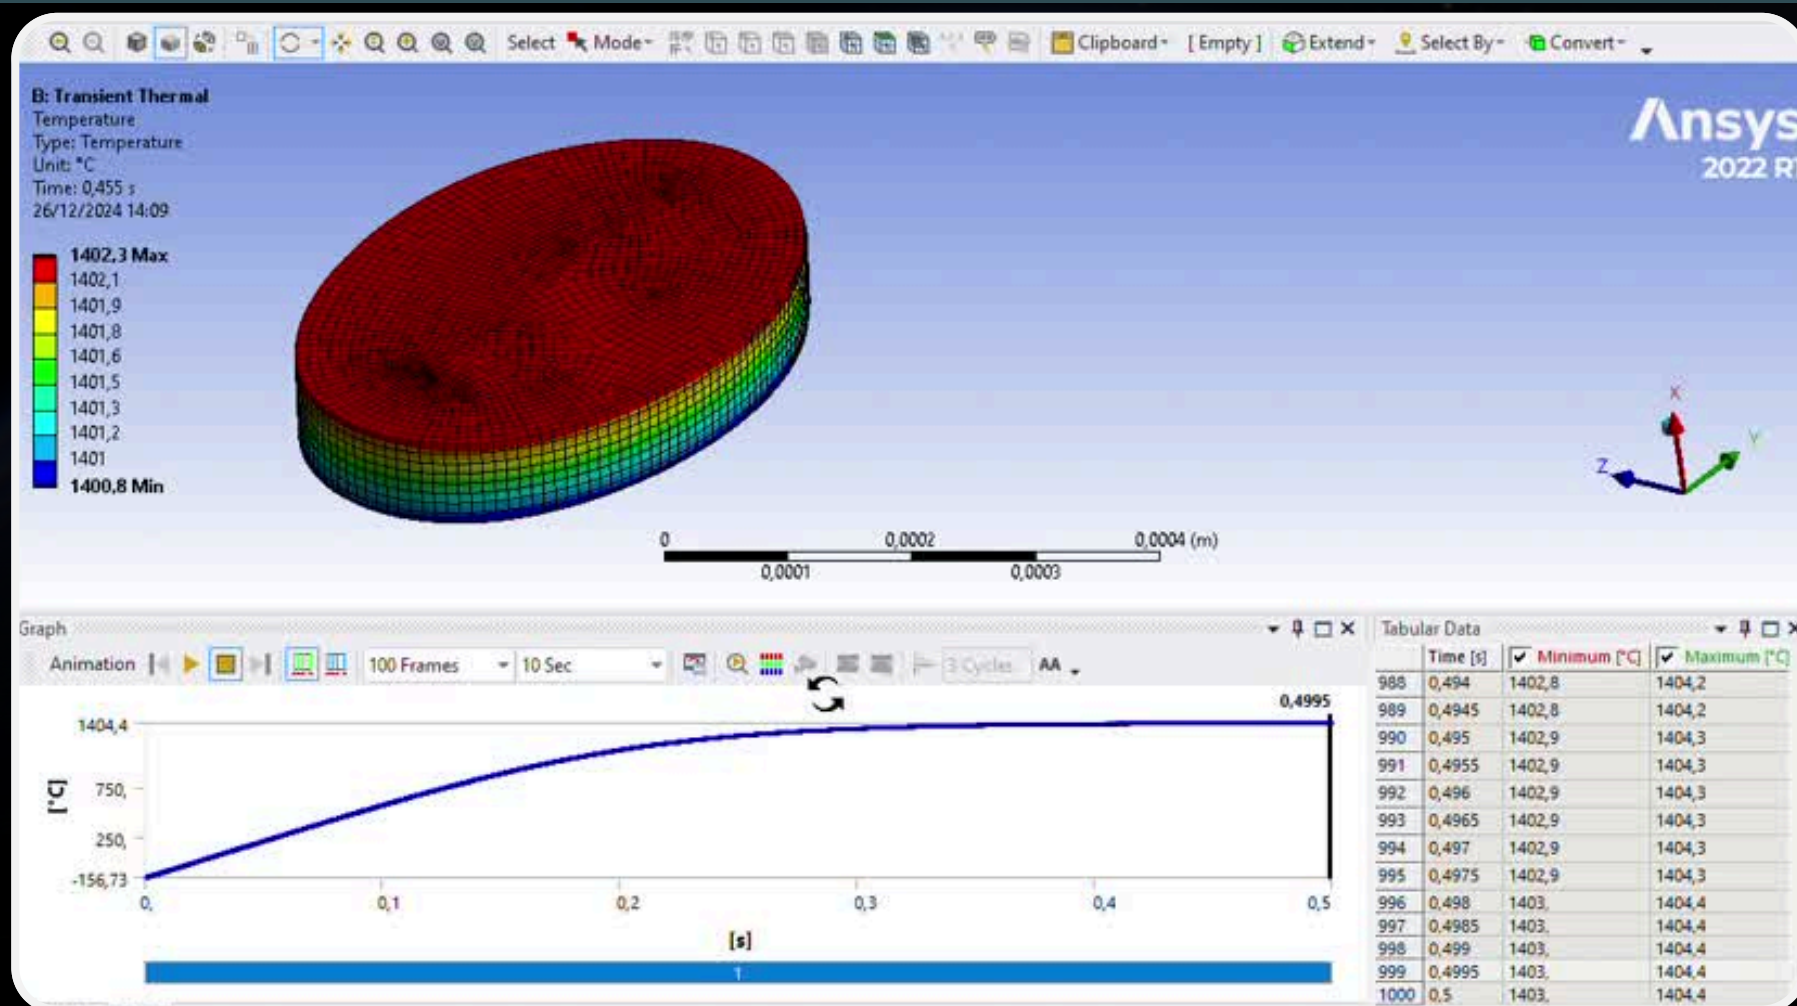 Select Mode Clipboard [ Empty ] Extend Select By Convert
B: Transient Thermal
Temperature
Type: Temperature
Unit: °C
Time: 0,455 s
26/12/2024 14:09
1402,3 Max
1402,1
1401,9
1401,8
1401,6
1401,5
1401,3
1401,2
1401
1400,8 Min
Ansys
2022 R1
X
Y
Z
0 0,0002 0,0004 (m)
0,0001 0,0003
Graph
Animation 100 Frames 10 Sec 3 Cycles AA
0,4995
1404,4
750,
250,
-156,73
[°C]
0, 0,1 0,2 0,3 0,4 0,5
[s]
1
Tabular Data
Time [s] Minimum [°C] Maximum [°C]
988 0,494 1402,8 1404,2
989 0,4945 1402,8 1404,2
990 0,495 1402,9 1404,3
991 0,4955 1402,9 1404,3
992 0,496 1402,9 1404,3
993 0,4965 1402,9 1404,3
994 0,497 1402,9 1404,3
995 0,4975 1402,9 1404,3
996 0,498 1403, 1404,4
997 0,4985 1403, 1404,4
998 0,499 1403, 1404,4
999 0,4995 1403, 1404,4
1000 0,5 1403, 1404,4